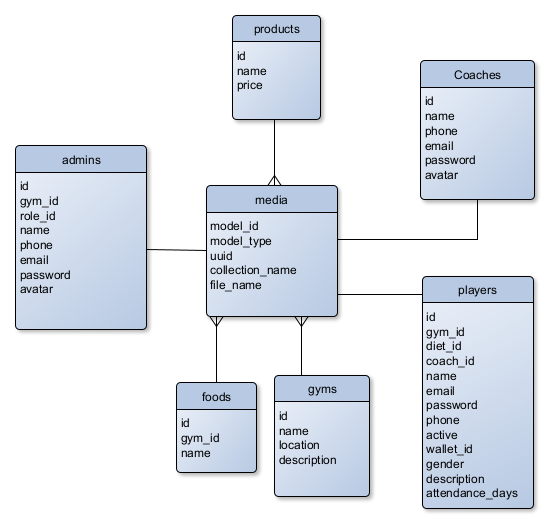 products
id
name
price
Coaches
id
name
phone
email
password
avatar
admins
id
gym_id
role_id
name
phone
email
password
avatar
media
model_id
model_type
uuid
collection_name
file_name
players
id
gym_id
diet_id
coach_id
name
email
password
phone
active
wallet_id
gender
description
attendance_days
foods
id
gym_id
name
gyms
id
name
location
description